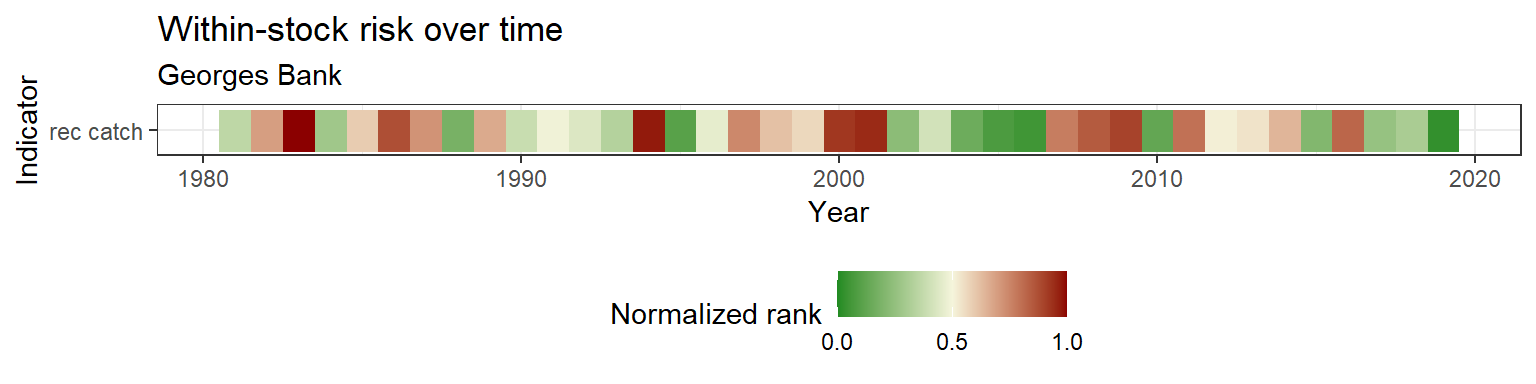 Within-stock risk over time
Georges Bank
Indicator
rec catch
1980 1990 2000 2010 2020
Year
Normalized rank
0.0 0.5 1.0